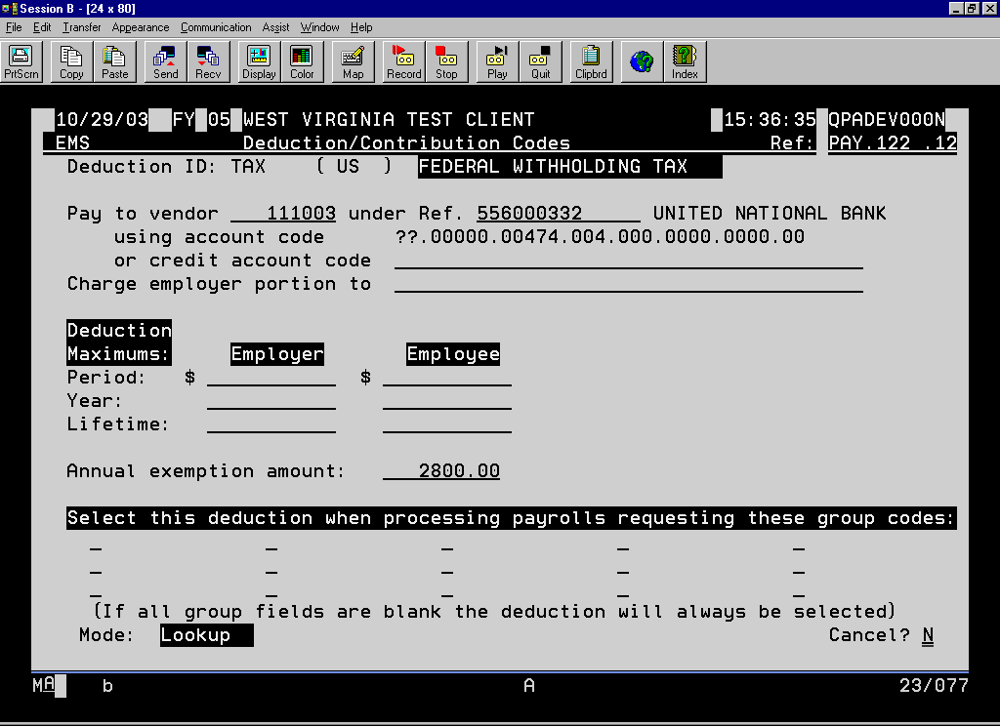 Session B - [24 x 80]
File Edit Transfer Appearance Communication Assist Window Help
PrtScrn Copy Paste Send Recv Display Color Map Record Stop Play Quit Clipbrd Index
10/29/03 FY 05 WEST VIRGINIA TEST CLIENT 15:36:35 QPADEV000N
EMS Deduction/Contribution Codes Ref: PAY.122 .12
Deduction ID: TAX ( US ) FEDERAL WITHHOLDING TAX
Pay to vendor 111003 under Ref. 556000332 UNITED NATIONAL BANK
using account code ??.00000.00474.004.000.0000.0000.00
or credit account code
Charge employer portion to
Deduction
Maximums: Employer Employee
Period: $ $
Year:
Lifetime:
Annual exemption amount: 2800.00
Select this deduction when processing payrolls requesting these group codes:
(If all group fields are blank the deduction will always be selected)
Mode: Lookup Cancel? N
MA b A 23/077